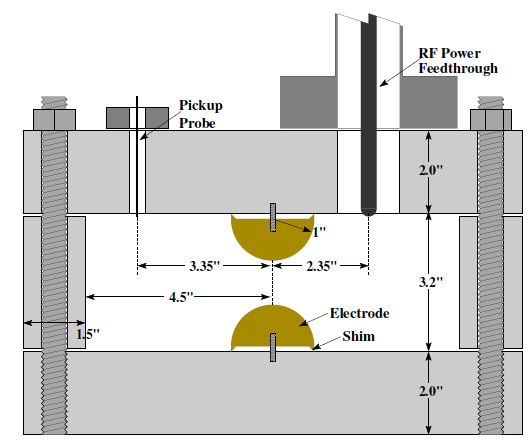 RF Power
Feedthrough
Pickup
Probe
2.0"
1"
3.35"
2.35"
3.2"
4.5"
Electrode
1.5"
Shim
2.0"